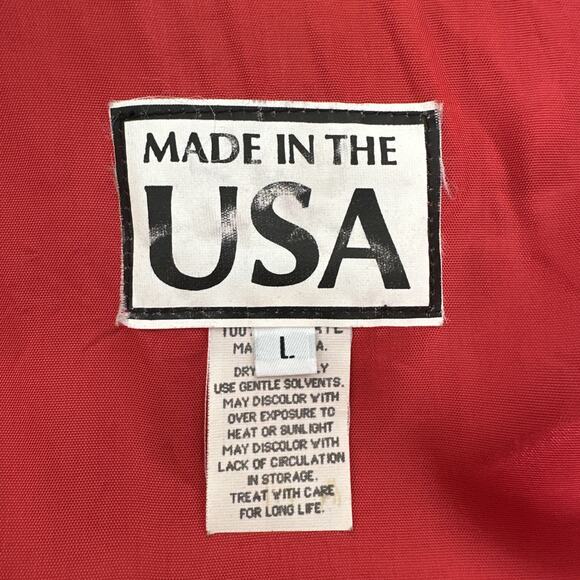 MADE IN THE
USA
L
USE GENTLE SOLVENTS.
MAY DISCOLOR WITH
OVER EXPOSURE TO
HEAT OR SUNLIGHT
MAY DISCOLOR WITH
LACK OF CIRCULATION
IN STORAGE.
TREAT WITH CARE
FOR LONG LIFE.